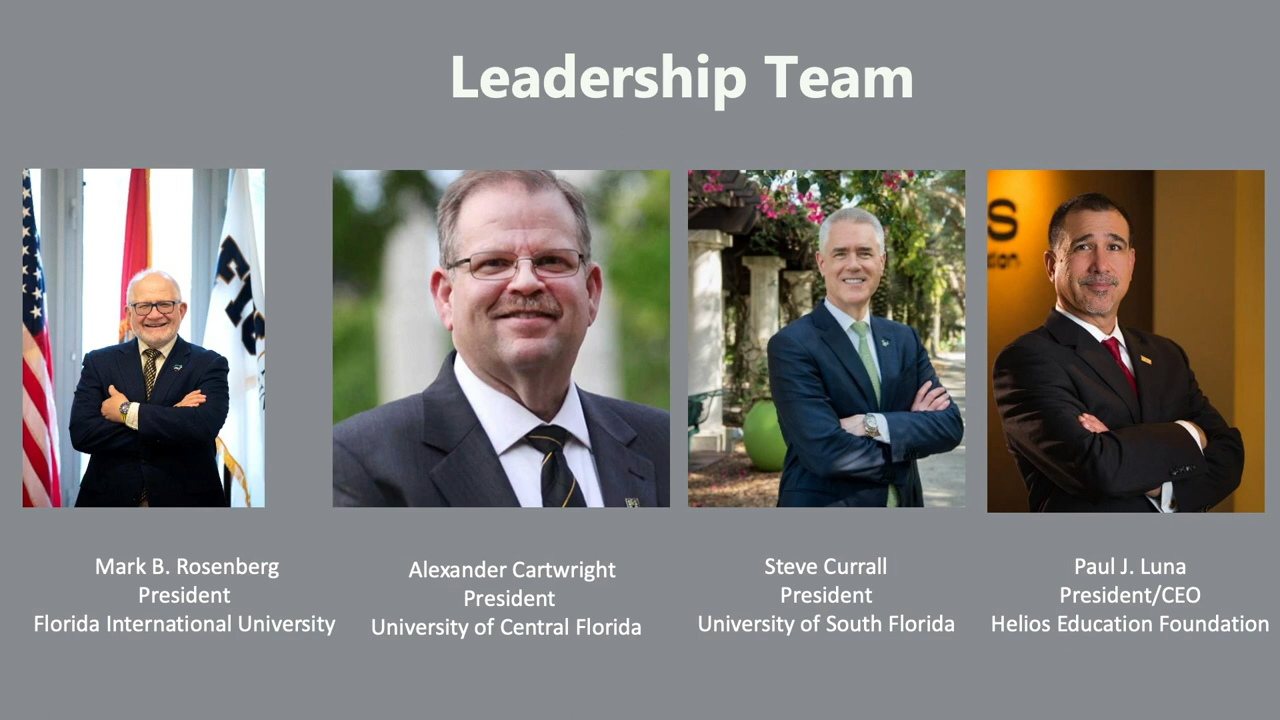 Leadership Team
Mark B. Rosenberg
President
Florida International University
Alexander Cartwright
President
University of Central Florida
Steve Currall
President
University of South Florida
Paul J. Luna
President/CEO
Helios Education Foundation